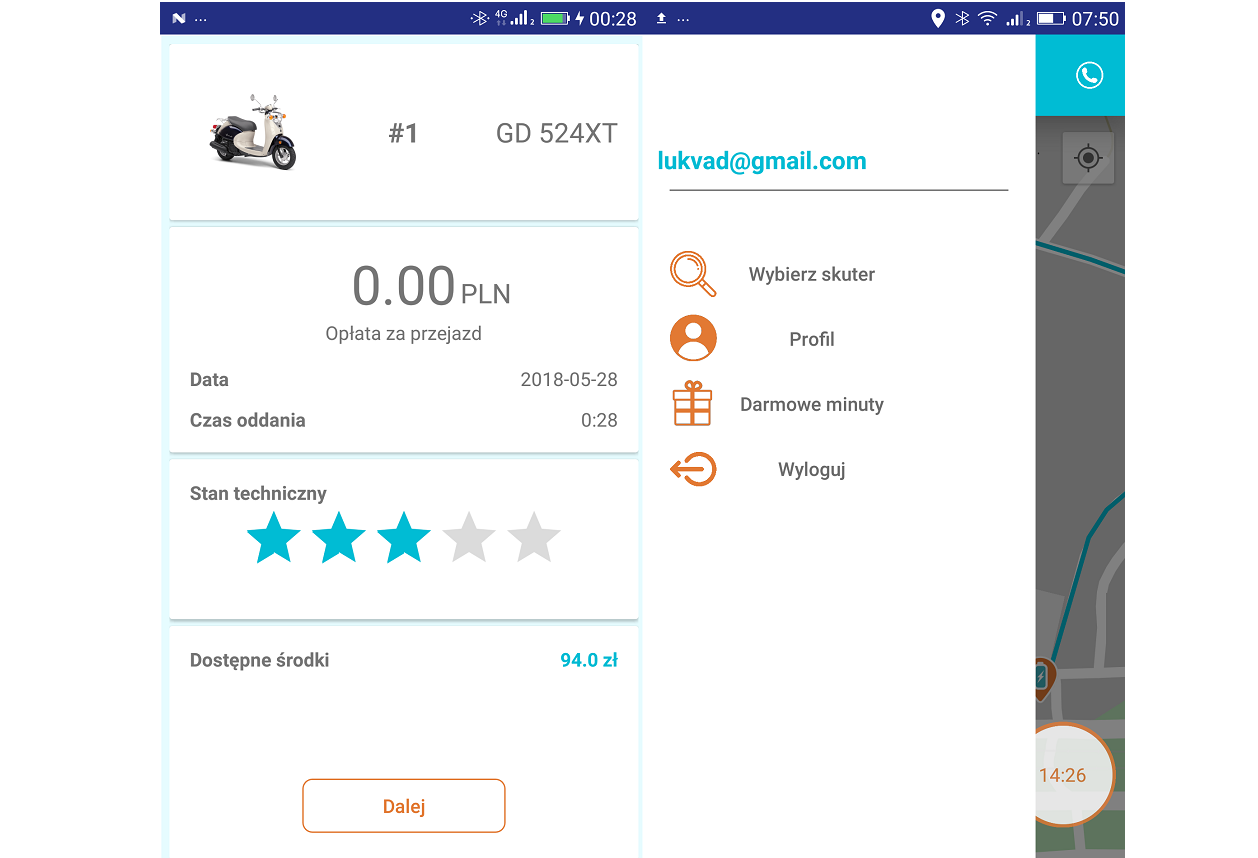 4G 2 00:28
#1 GD 524XT
0.00 PLN
Opłata za przejazd
Data 2018-05-28
Czas oddania 0:28
Stan techniczny
Dostępne środki 94.0 zł
Dalej
2 07:50
lukvad@gmail.com
Wybierz skuter
Profil
Darmowe minuty
Wyloguj
14:26